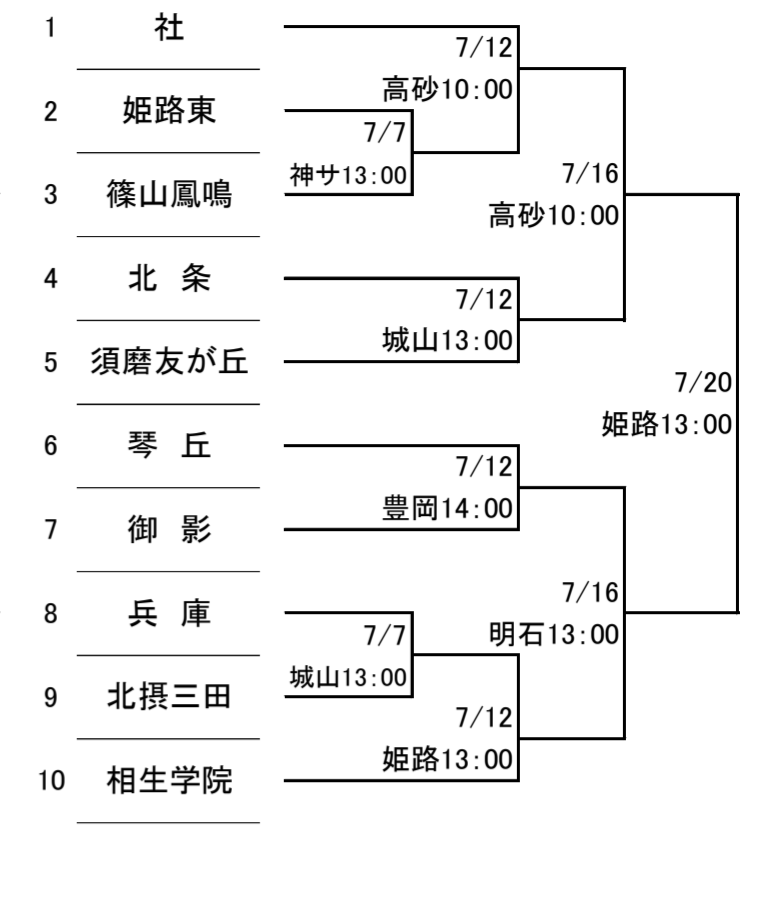 1 社
7/12
高砂10:00
2 姫路東
7/7
神サ13:00
3 篠山鳳鳴
7/16
高砂10:00
4 北 条
7/12
城山13:00
5 須磨友が丘
7/20
姫路13:00
6 琴 丘
7/12
豊岡14:00
7 御 影
7/16
明石13:00
8 兵 庫
7/7
城山13:00
9 北摂三田
7/12
姫路13:00
10 相生学院